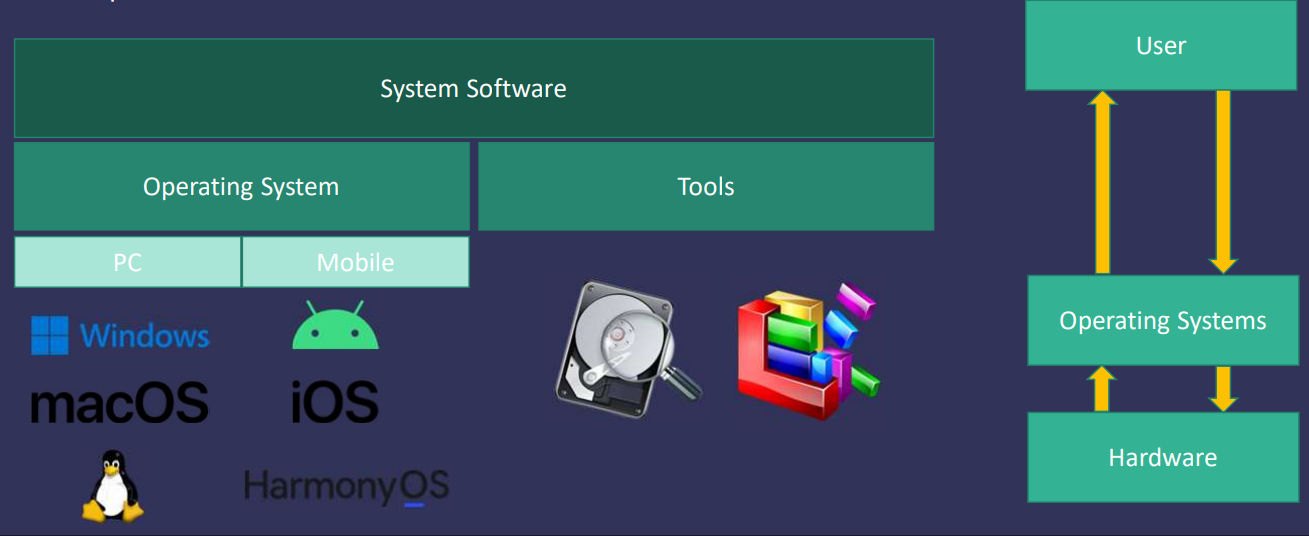 System Software
User
Operating System
Tools
PC
Mobile
Windows
macOS
iOS
HarmonyOS
Operating Systems
Hardware